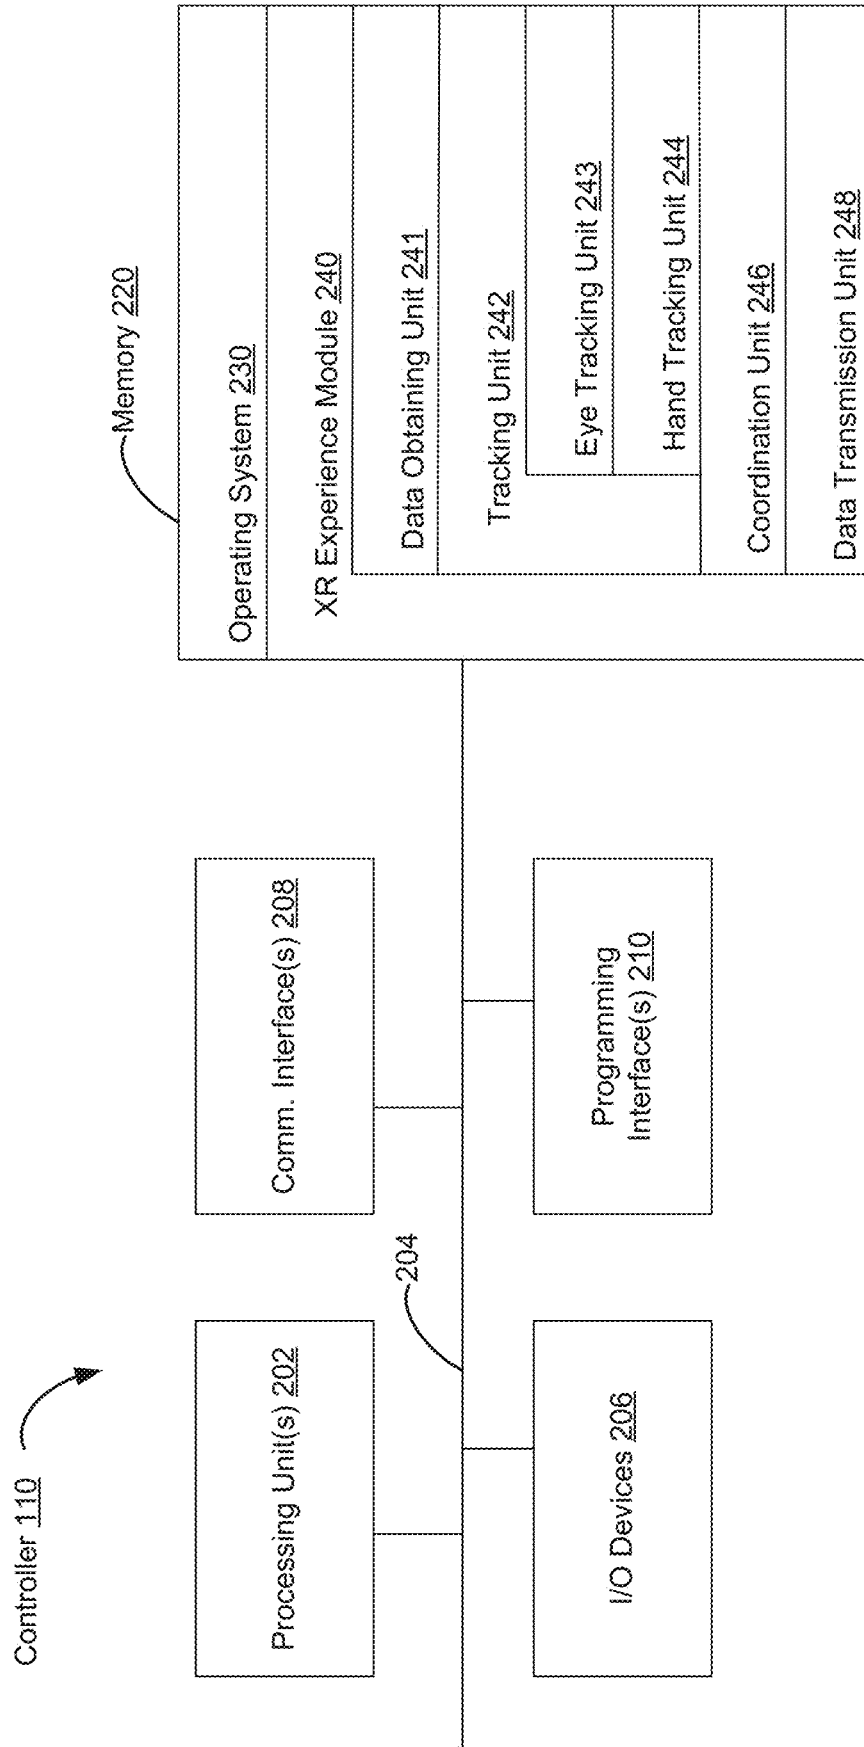 Controller 110
Processing Unit(s) 202
Comm. Interface(s) 208
204
I/O Devices 206
Programming
Interface(s) 210
Memory 220
Operating System 230
XR Experience Module 240
Data Obtaining Unit 241
Tracking Unit 242
Eye Tracking Unit 243
Hand Tracking Unit 244
Coordination Unit 246
Data Transmission Unit 248